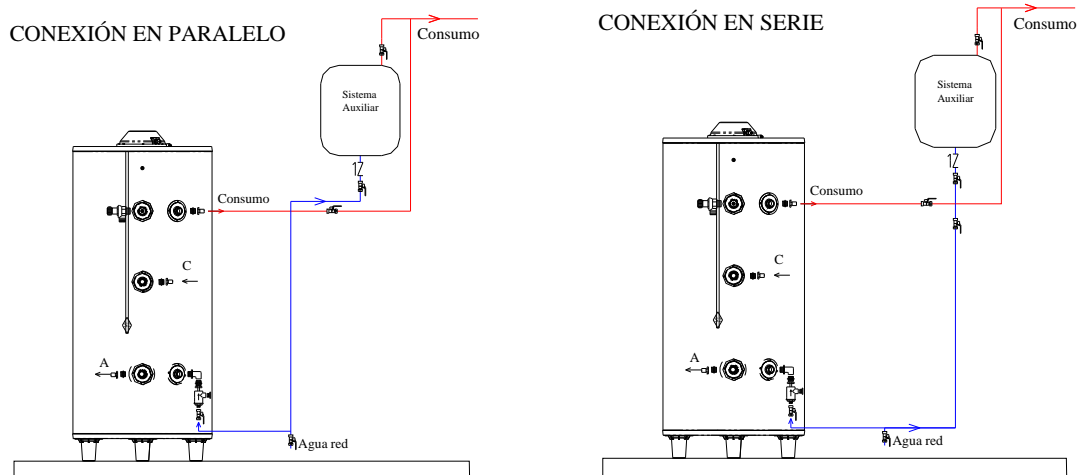 CONEXIÓN EN PARALELO
Consumo
Sistema
Auxiliar
Consumo
C
A
Agua red
CONEXIÓN EN SERIE
Consumo
Sistema
Auxiliar
Consumo
C
A
Agua red